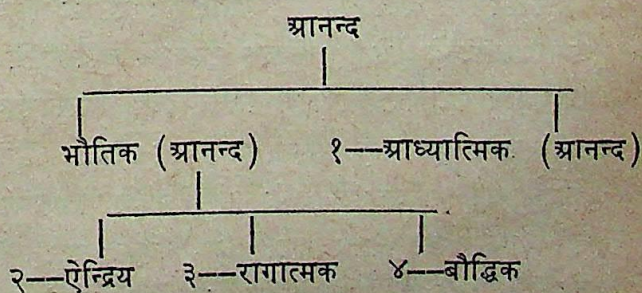 आनन्द
भौतिक (आनन्द) १—आध्यात्मिक (आनन्द)
२—ऐन्द्रिय ३—रागात्मक ४—बौद्धिक